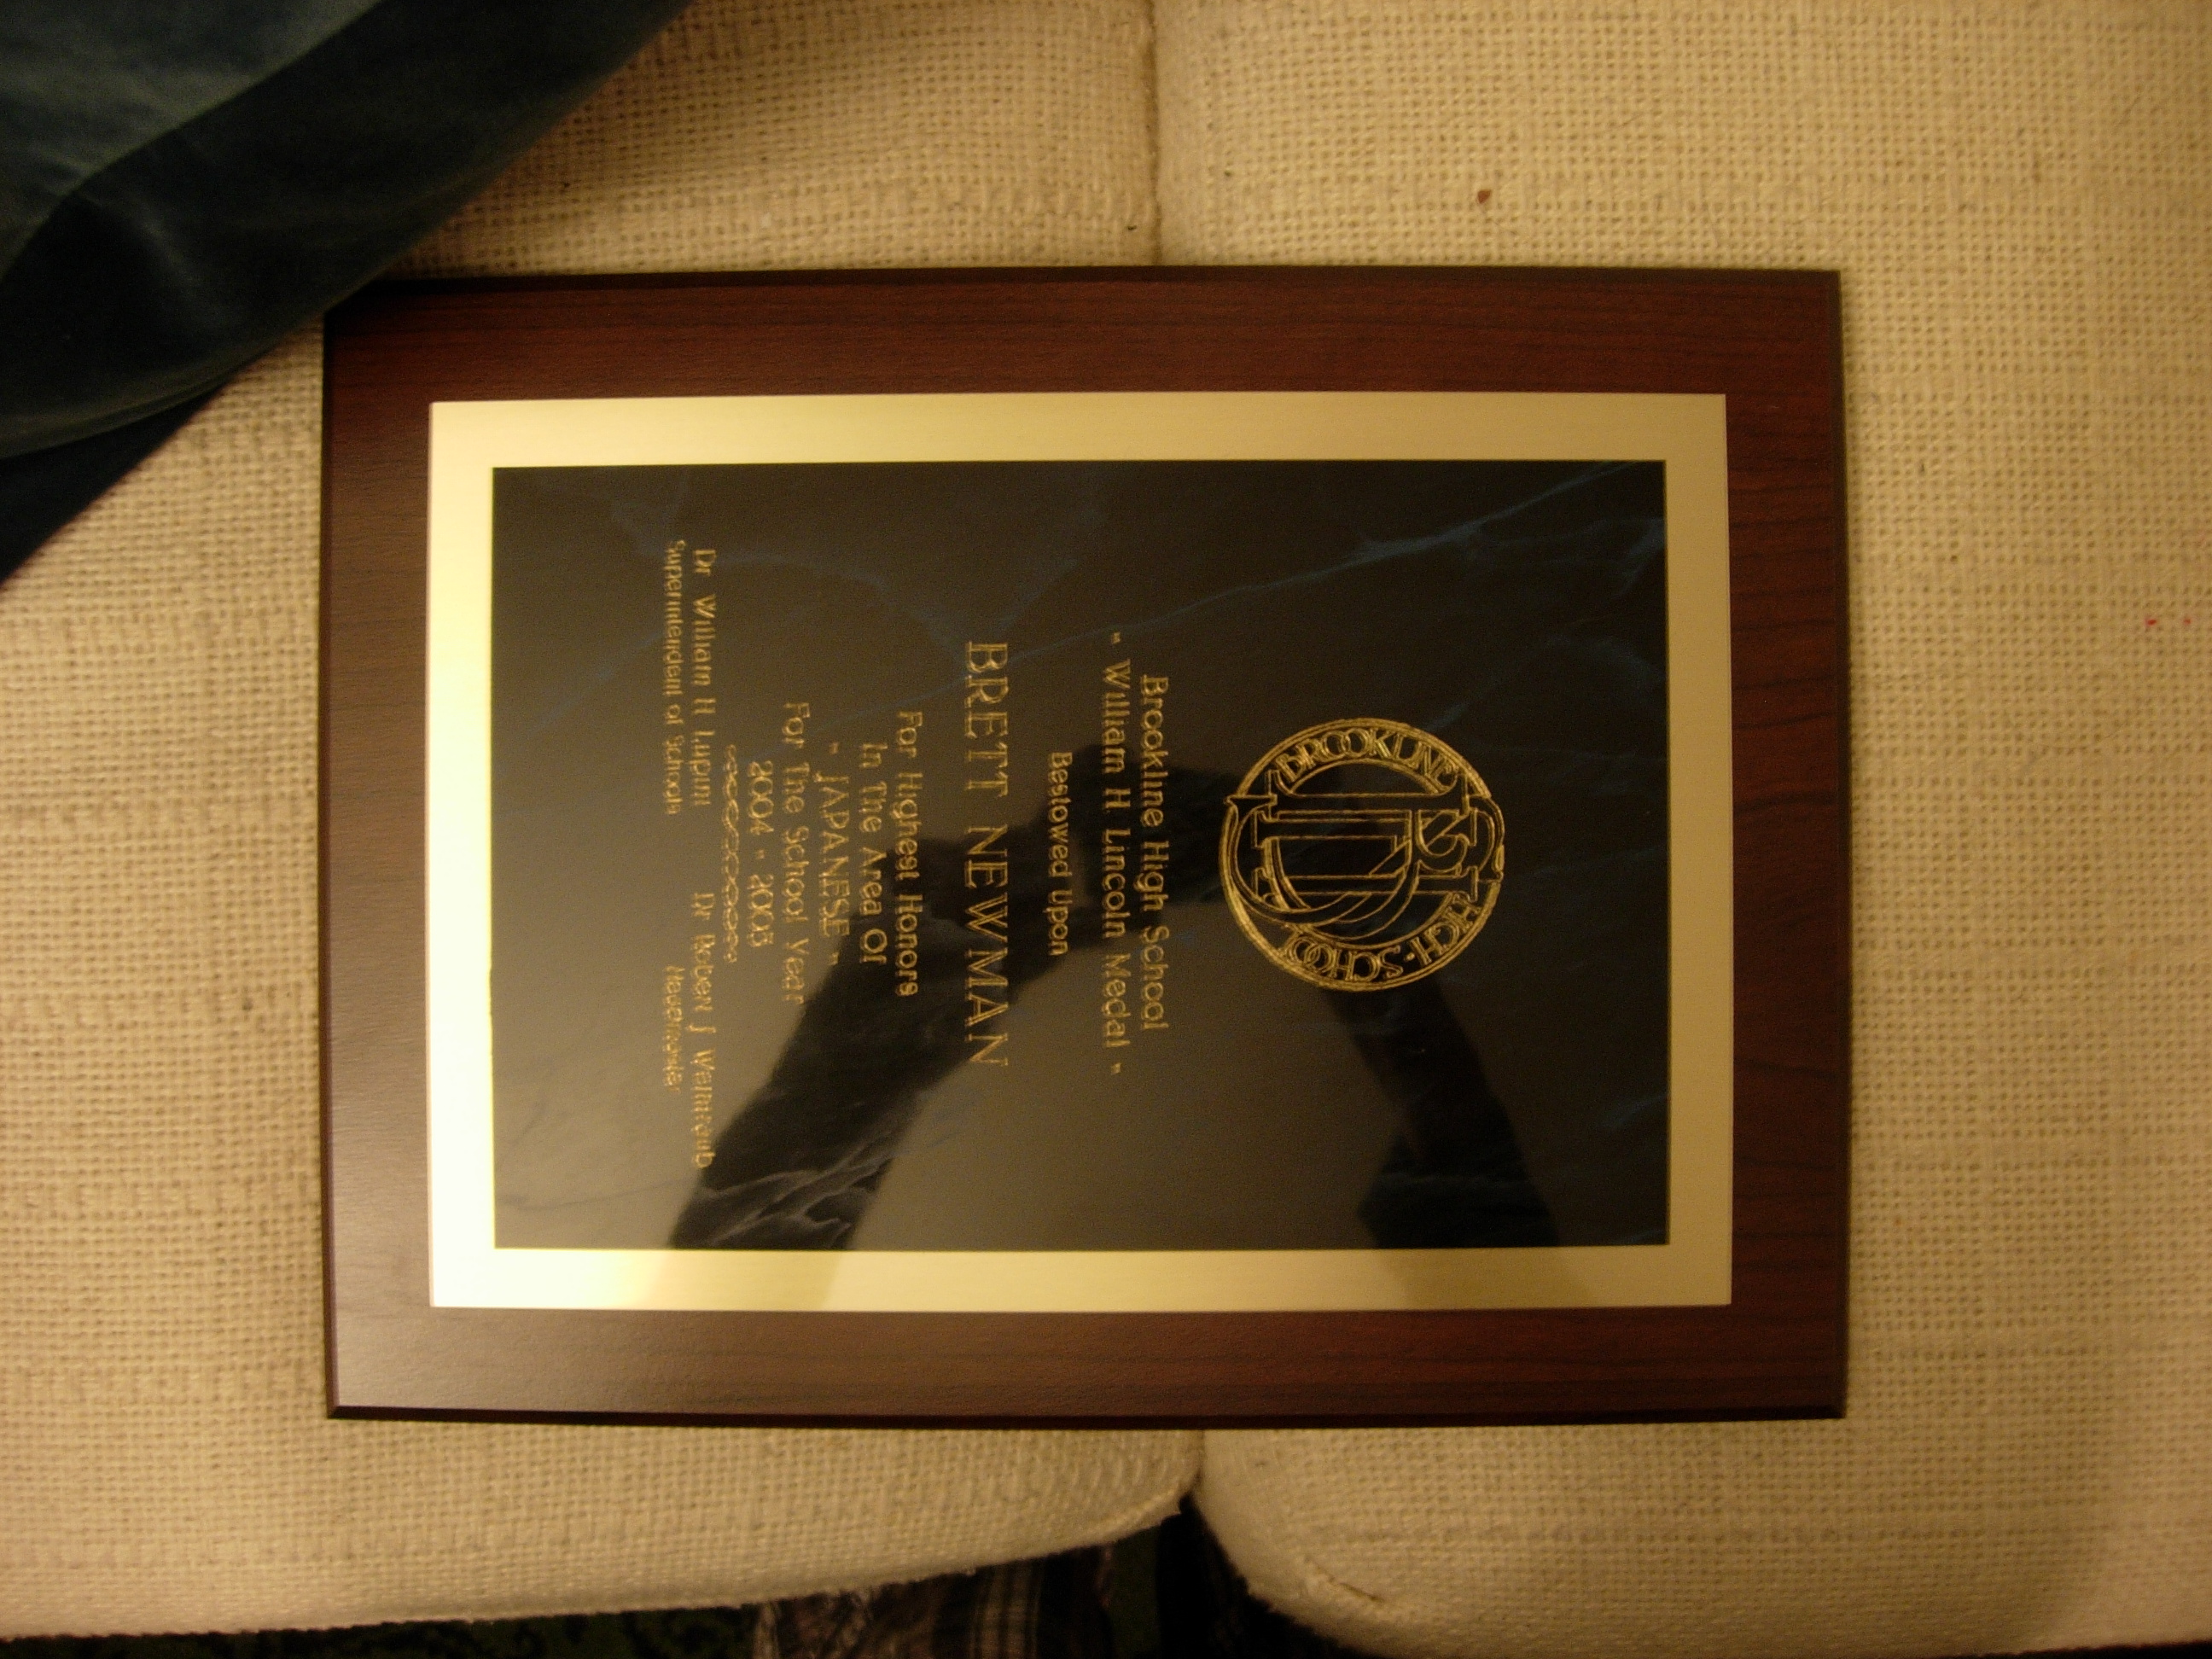 BROOKLINE HIGH · SCHOOL
Brookline High School
" William H. Lincoln Medal "
Bestowed Upon
BRETT NEWMAN
For Highest Honors
In The Area Of
" JAPANESE "
For The School Year
2004 - 2005
Dr. William H. Lupini Dr. Robert J. Weintraub
Superintendent of Schools Headmaster